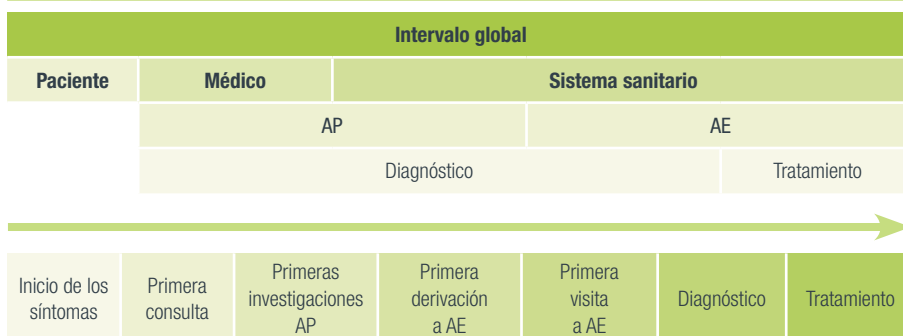 Intervalo global
Paciente Médico Sistema sanitario
AP AE
Diagnóstico Tratamiento
Inicio de los síntomas
Primera consulta
Primeras investigaciones AP
Primera derivación a AE
Primera visita a AE
Diagnóstico
Tratamiento